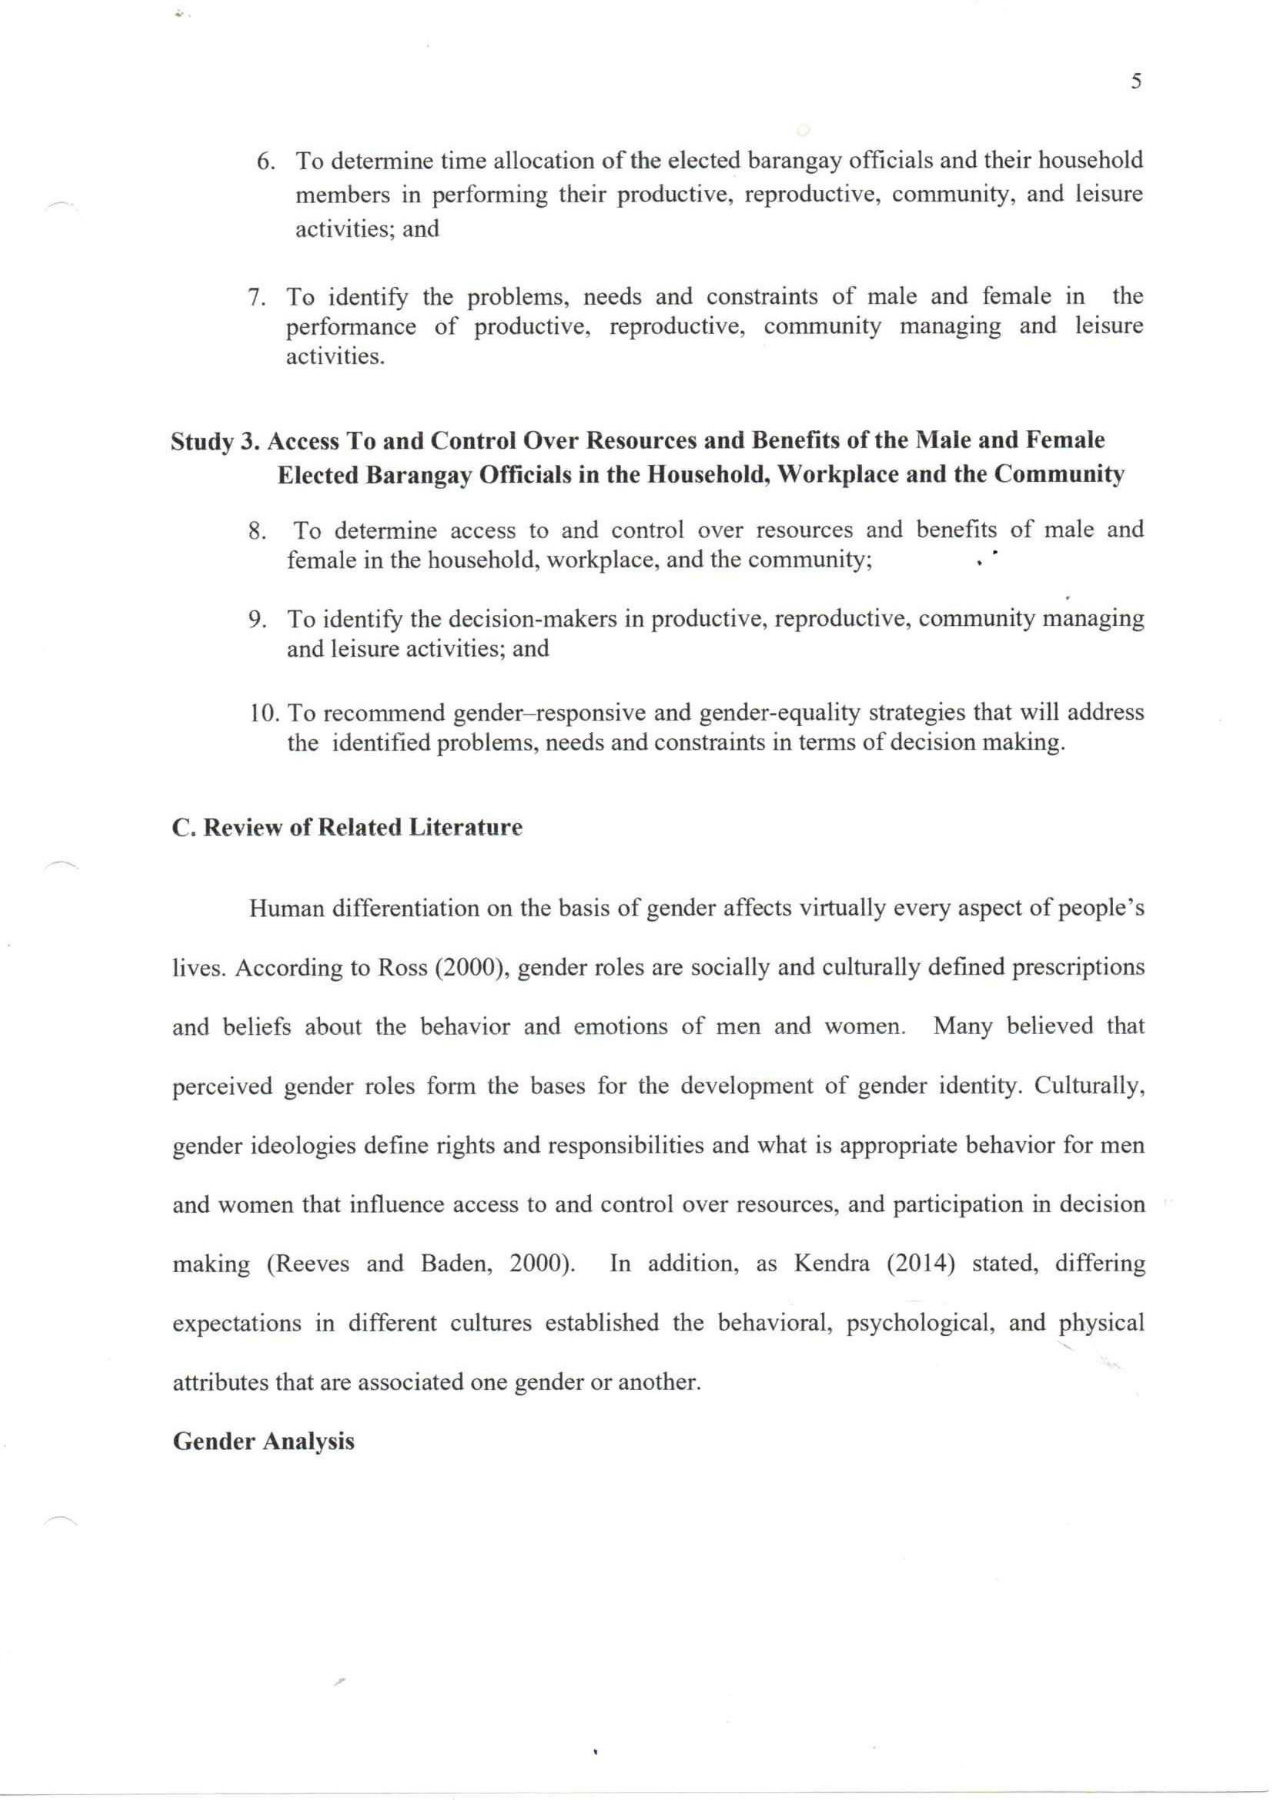 5
6. To determine time allocation of the elected barangay officials and their household
members in performing their productive, reproductive, community, and leisure
activities; and
7. To identify the problems, needs and constraints of male and female in the
performance of productive, reproductive, community managing and leisure
activities.
Study 3. Access To and Control Over Resources and Benefits of the Male and Female
Elected Barangay Officials in the Household, Workplace and the Community
8. To determine access to and control over resources and benefits of male and
female in the household, workplace, and the community;
9. To identify the decision-makers in productive, reproductive, community managing
and leisure activities; and
10. To recommend gender–responsive and gender-equality strategies that will address
the identified problems, needs and constraints in terms of decision making.
C. Review of Related Literature
Human differentiation on the basis of gender affects virtually every aspect of people's
lives. According to Ross (2000), gender roles are socially and culturally defined prescriptions
and beliefs about the behavior and emotions of men and women. Many believed that
perceived gender roles form the bases for the development of gender identity. Culturally,
gender ideologies define rights and responsibilities and what is appropriate behavior for men
and women that influence access to and control over resources, and participation in decision
making (Reeves and Baden, 2000). In addition, as Kendra (2014) stated, differing
expectations in different cultures established the behavioral, psychological, and physical
attributes that are associated one gender or another.
Gender Analysis